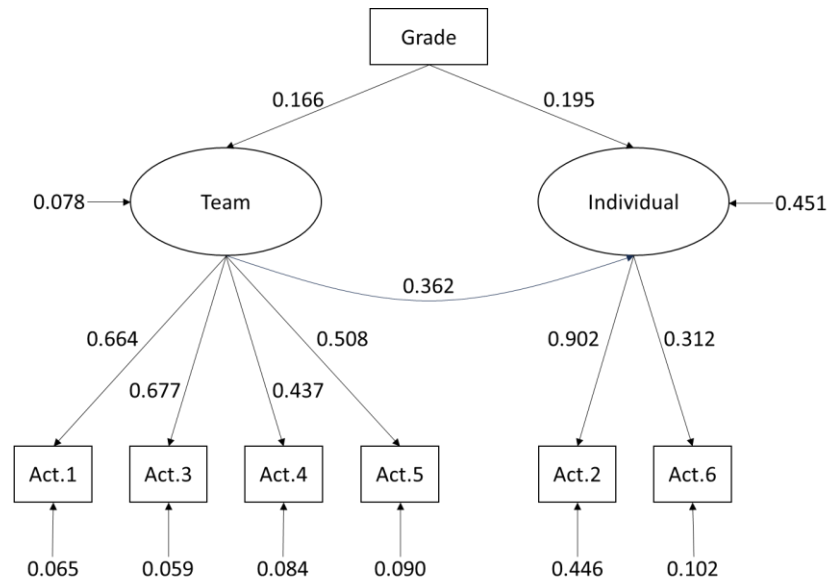 Grade
0.166
0.195
0.078
Team
Individual
0.451
0.362
0.664
0.508
0.902
0.312
0.677
0.437
Act.1
Act.3
Act.4
Act.5
Act.2
Act.6
0.065
0.059
0.084
0.090
0.446
0.102